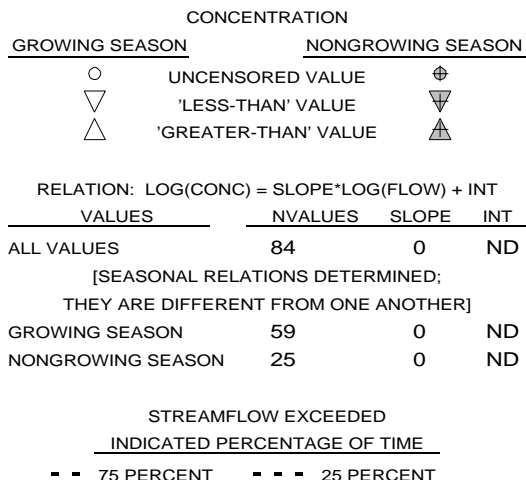 CONCENTRATION
GROWING SEASON NONGROWING SEASON
UNCENSORED VALUE
'LESS-THAN' VALUE
'GREATER-THAN' VALUE
RELATION: LOG(CONC) = SLOPE*LOG(FLOW) + INT
VALUES NVALUES SLOPE INT
ALL VALUES 84 0 ND
[SEASONAL RELATIONS DETERMINED;
THEY ARE DIFFERENT FROM ONE ANOTHER]
GROWING SEASON 59 0 ND
NONGROWING SEASON 25 0 ND
STREAMFLOW EXCEEDED
INDICATED PERCENTAGE OF TIME
75 PERCENT 25 PERCENT